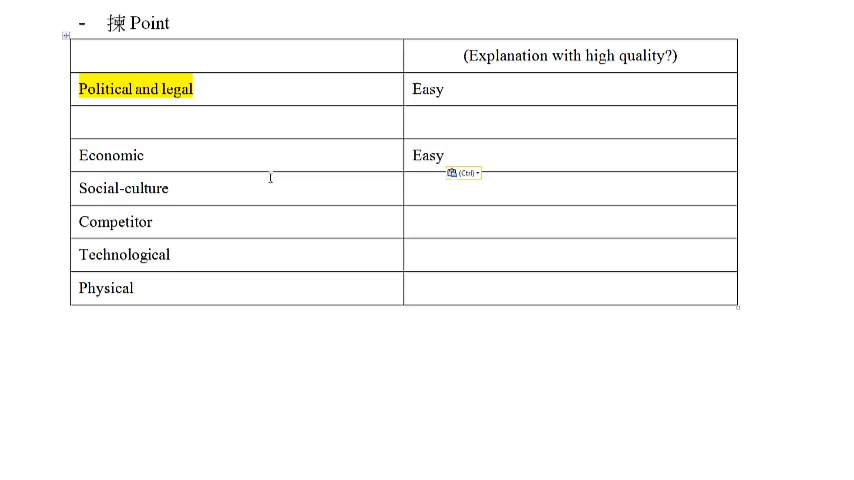 - 揀 Point
(Explanation with high quality?)
Political and legal Easy
Economic Easy
(Ctrl)
Social-culture
Competitor
Technological
Physical